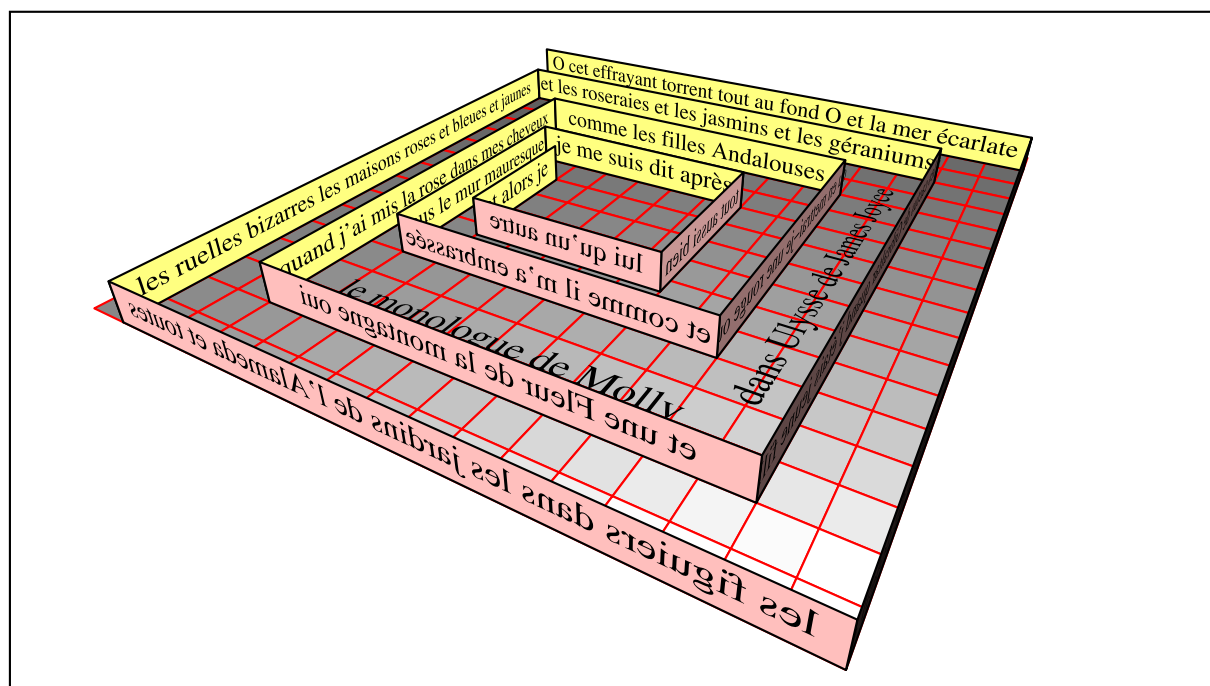 O cet effrayant torrent tout au fond O et la mer écarlate
et les roseraies et les jasmins et les géraniums
comme les filles Andalouses
je me suis dit après
les ruelles bizarres les maisons roses et bleues et jaunes
quand j’ai mis la rose dans mes cheveux
le mur mauresque
alors je
tout aussi bien
lui qu’un autre
une rouge
et comme il m’a embrassée
le monologue de Molly
dans Ulysse de James Joyce
et une Fleur de la montagne oui
les figuiers dans les jardins de l’Alameda et toutes